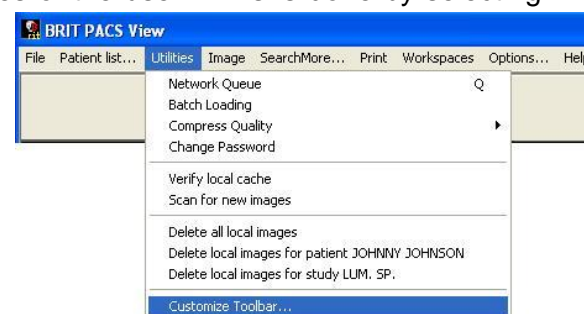 BRIT PACS View
File Patient list... Utilities Image SearchMore... Print Workspaces Options... Hel
Network Queue Q
Batch Loading
Compress Quality
Change Password
Verify local cache
Scan for new images
Delete all local images
Delete local images for patient JOHNNY JOHNSON
Delete local images for study LUM. SP.
Customize Toolbar...